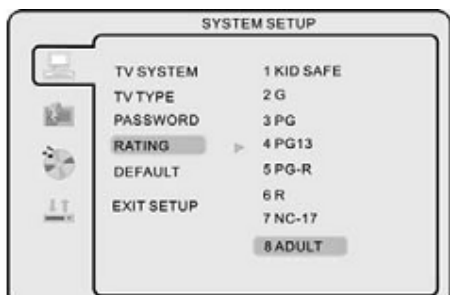 SYSTEM SETUP
TV SYSTEM
TV TYPE
PASSWORD
RATING
DEFAULT
EXIT SETUP
1 KID SAFE
2 G
3 PG
4 PG13
5 PG-R
6 R
7 NC-17
8 ADULT